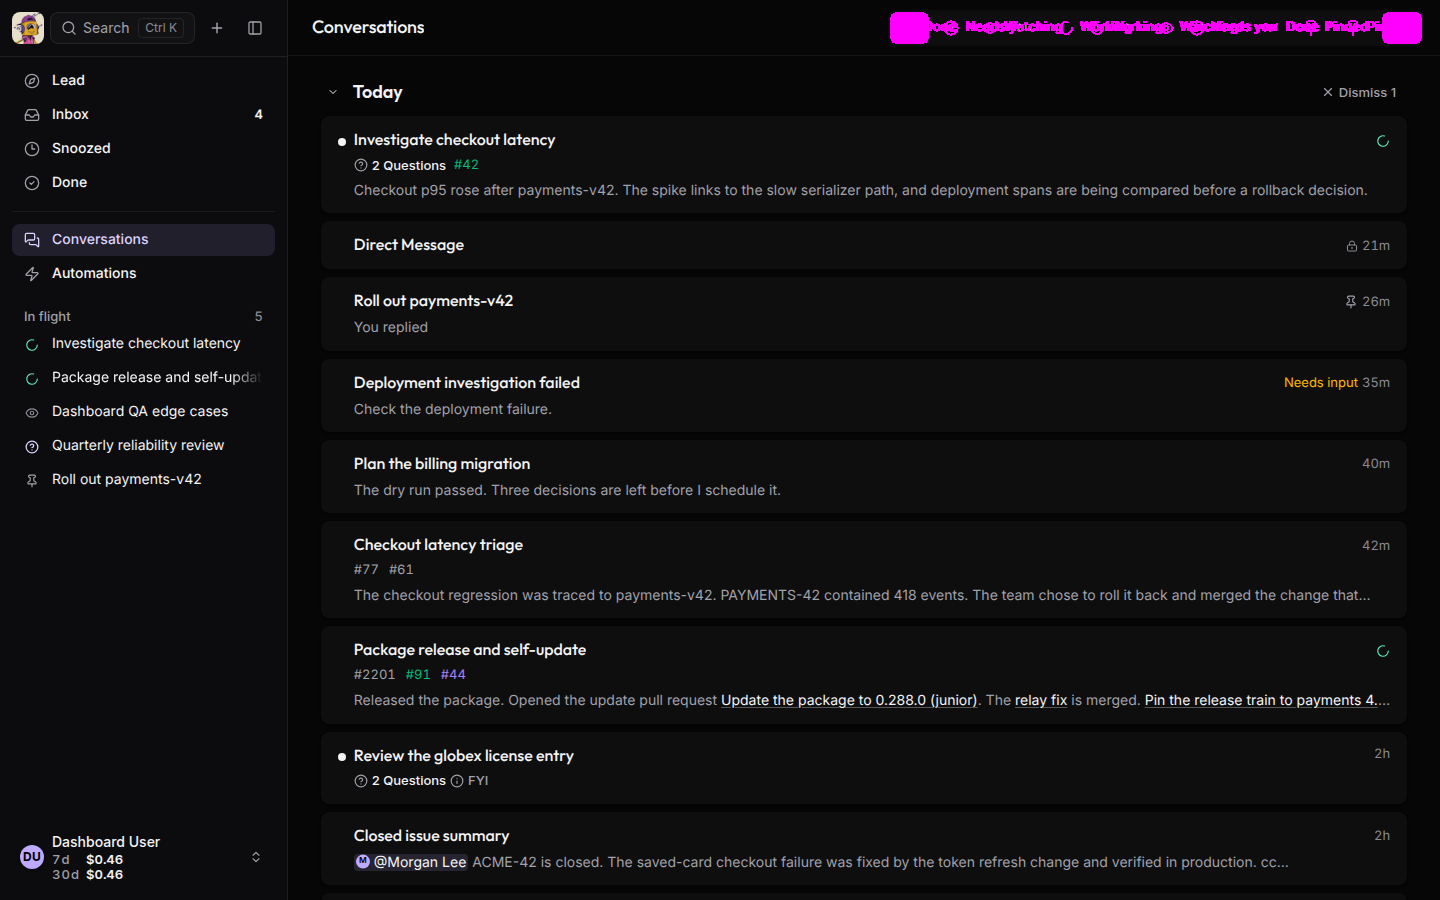 Search Ctrl K
Lead
Inbox 4
Snoozed
Done
Conversations
Automations
In flight 5
Investigate checkout latency
Package release and self-updat
Dashboard QA edge cases
Quarterly reliability review
Roll out payments-v42
Dashboard User
DU
7d $0.46
30d $0.46
Conversations
Today
Dismiss 1
Investigate checkout latency
2 Questions #42
Checkout p95 rose after payments-v42. The spike links to the slow serializer path, and deployment spans are being compared before a rollback decision.
Direct Message 21m
Roll out payments-v42 26m
You replied
Deployment investigation failed Needs input 35m
Check the deployment failure.
Plan the billing migration 40m
The dry run passed. Three decisions are left before I schedule it.
Checkout latency triage 42m
#77 #61
The checkout regression was traced to payments-v42. PAYMENTS-42 contained 418 events. The team chose to roll it back and merged the change that...
Package release and self-update
#2201 #91 #44
Released the package. Opened the update pull request Update the package to 0.288.0 (junior). The relay fix is merged. Pin the release train to payments 4....
Review the globex license entry 2h
2 Questions FYI
Closed issue summary 2h
M @Morgan Lee ACME-42 is closed. The saved-card checkout failure was fixed by the token refresh change and verified in production. cc...